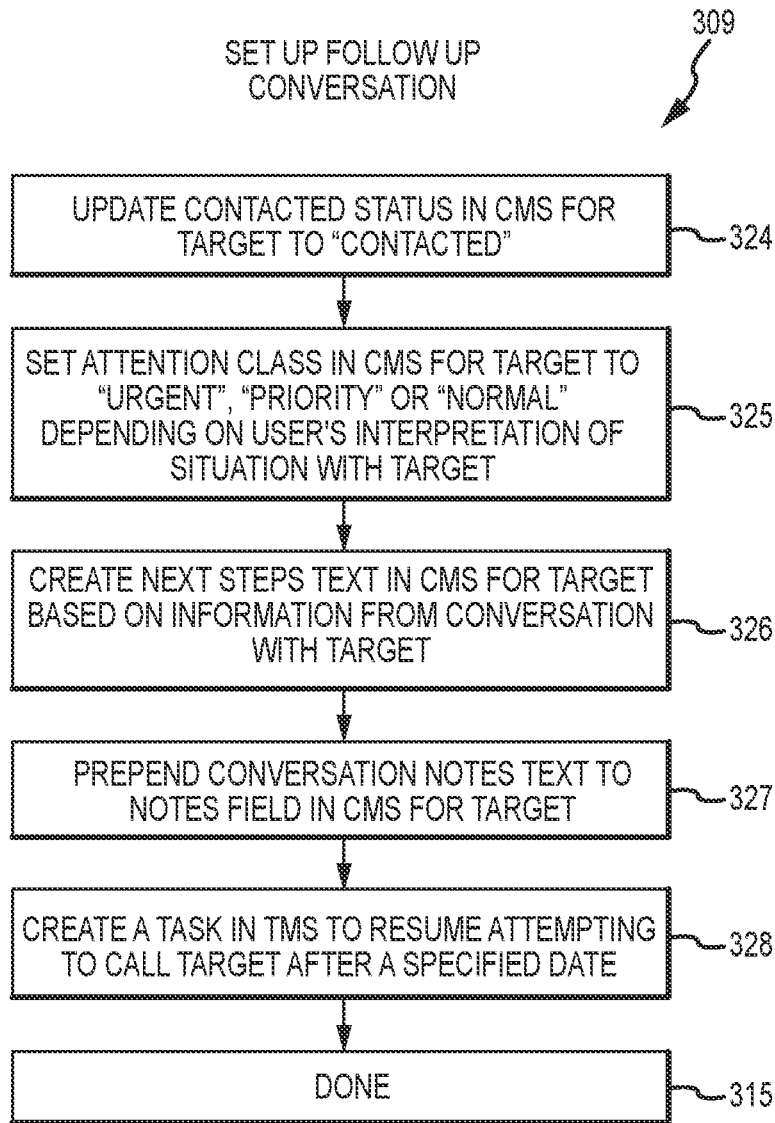 309
SET UP FOLLOW UP
CONVERSATION
UPDATE CONTACTED STATUS IN CMS FOR
TARGET TO “CONTACTED”
324
SET ATTENTION CLASS IN CMS FOR TARGET TO
“URGENT”, “PRIORITY” OR “NORMAL”
DEPENDING ON USER'S INTERPRETATION OF
SITUATION WITH TARGET
325
CREATE NEXT STEPS TEXT IN CMS FOR TARGET
BASED ON INFORMATION FROM CONVERSATION
WITH TARGET
326
PREPEND CONVERSATION NOTES TEXT TO
NOTES FIELD IN CMS FOR TARGET
327
CREATE A TASK IN TMS TO RESUME ATTEMPTING
TO CALL TARGET AFTER A SPECIFIED DATE
328
DONE
315